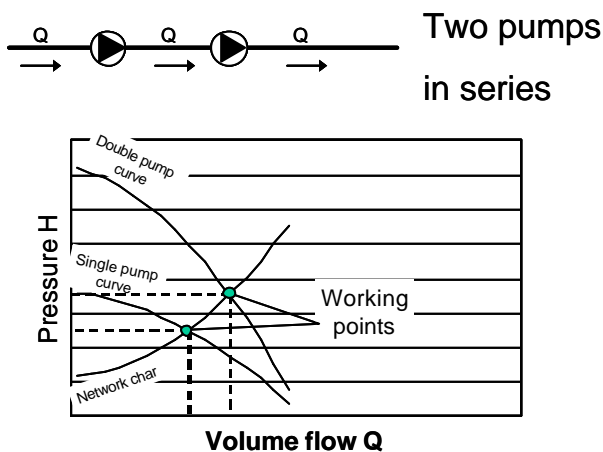 Q
Q
Q
Two pumps
in series
Double pump
curve
Single pump
curve
Network char
Working
points
Pressure H
Volume flow Q